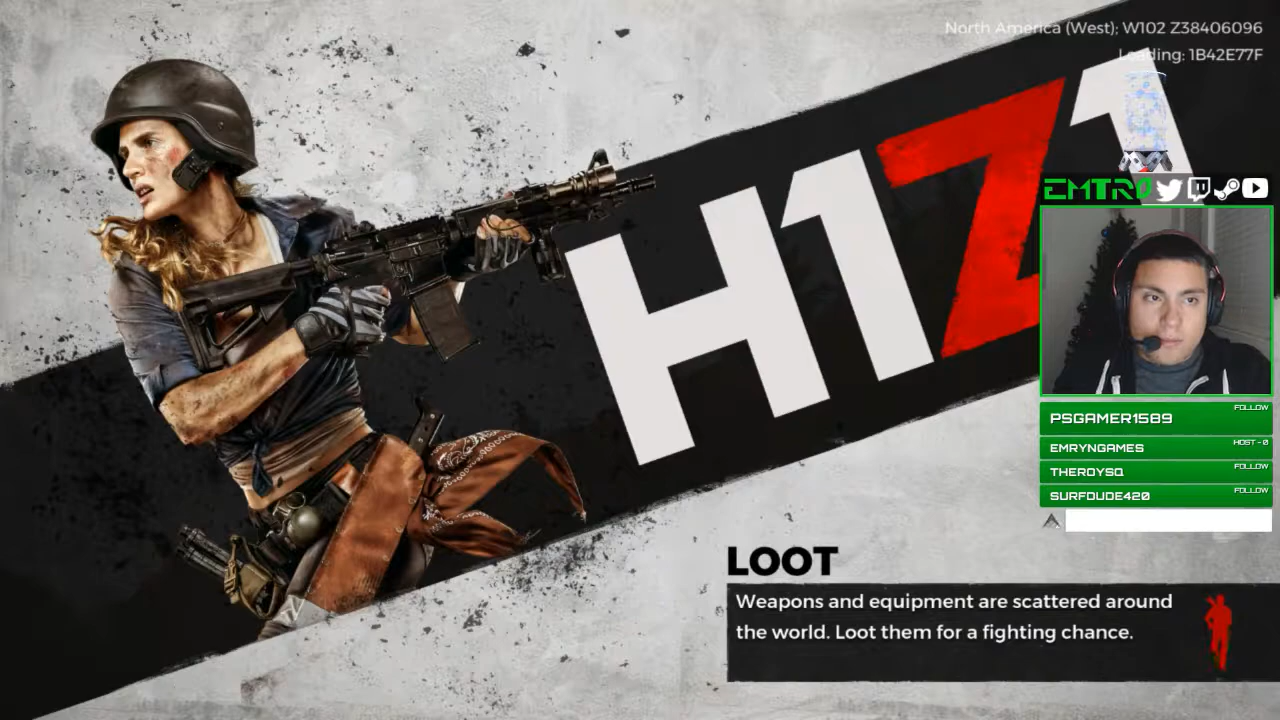 North America (West): W102 Z38406096
Loading: 1B42E77F
H1Z1
EMTRO
PSGAMER1589 FOLLOW
EMRYNGAMES HOST - 0
THEROYSQ FOLLOW
SURFDUDE420 FOLLOW
LOOT
Weapons and equipment are scattered around
the world. Loot them for a fighting chance.